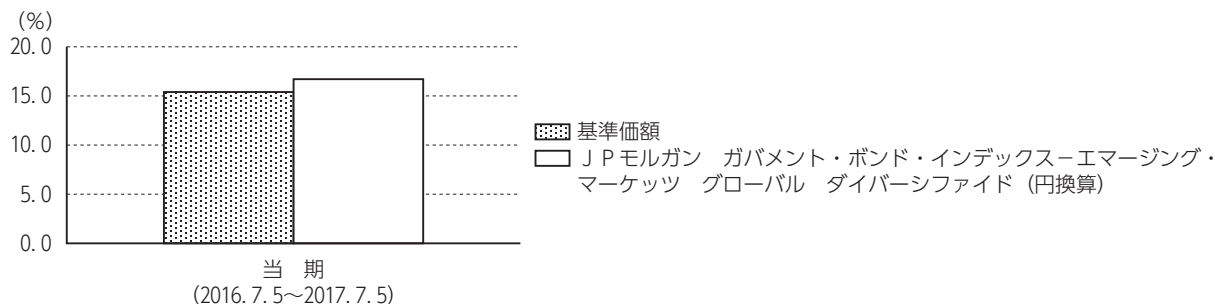 (%)
20.0
15.0
10.0
5.0
0.0
当　期
(2016.7.5～2017.7.5)
基準価額
ＪＰモルガン　ガバメント・ボンド・インデックス－エマージング・
マーケッツ　グローバル　ダイバーシファイド（円換算）